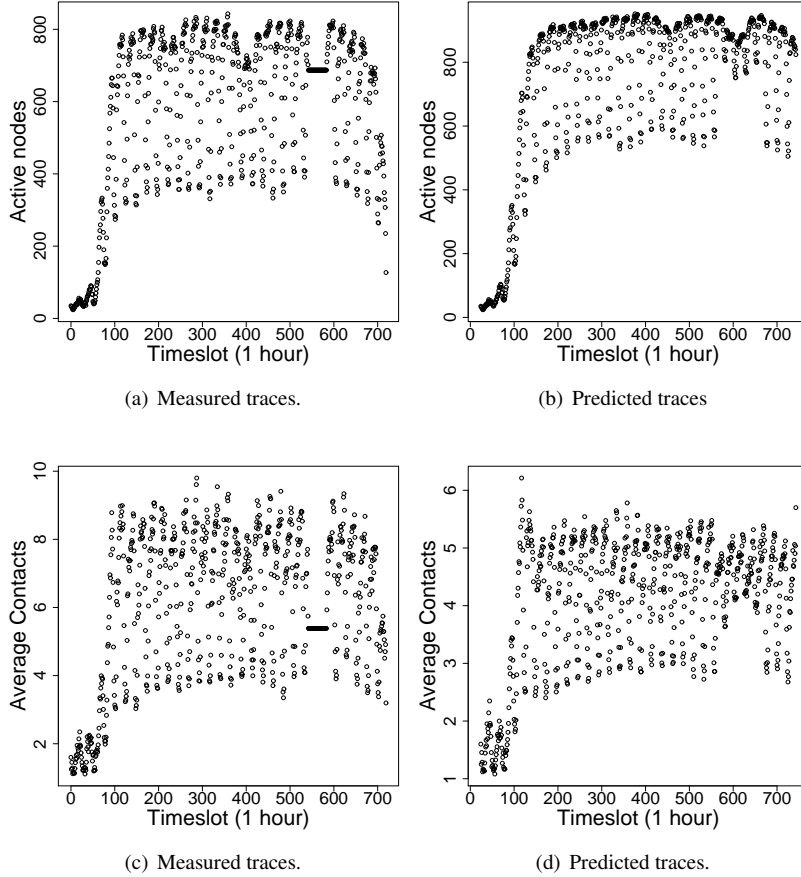 800
600
400
200
0
Active nodes
0 100 200 300 400 500 600 700
Timeslot (1 hour)
(a) Measured traces.
800
600
400
200
0
Active nodes
0 100 200 300 400 500 600 700
Timeslot (1 hour)
(b) Predicted traces
10
8
6
4
2
Average Contacts
0 100 200 300 400 500 600 700
Timeslot (1 hour)
(c) Measured traces.
6
5
4
3
2
1
Average Contacts
0 100 200 300 400 500 600 700
Timeslot (1 hour)
(d) Predicted traces.